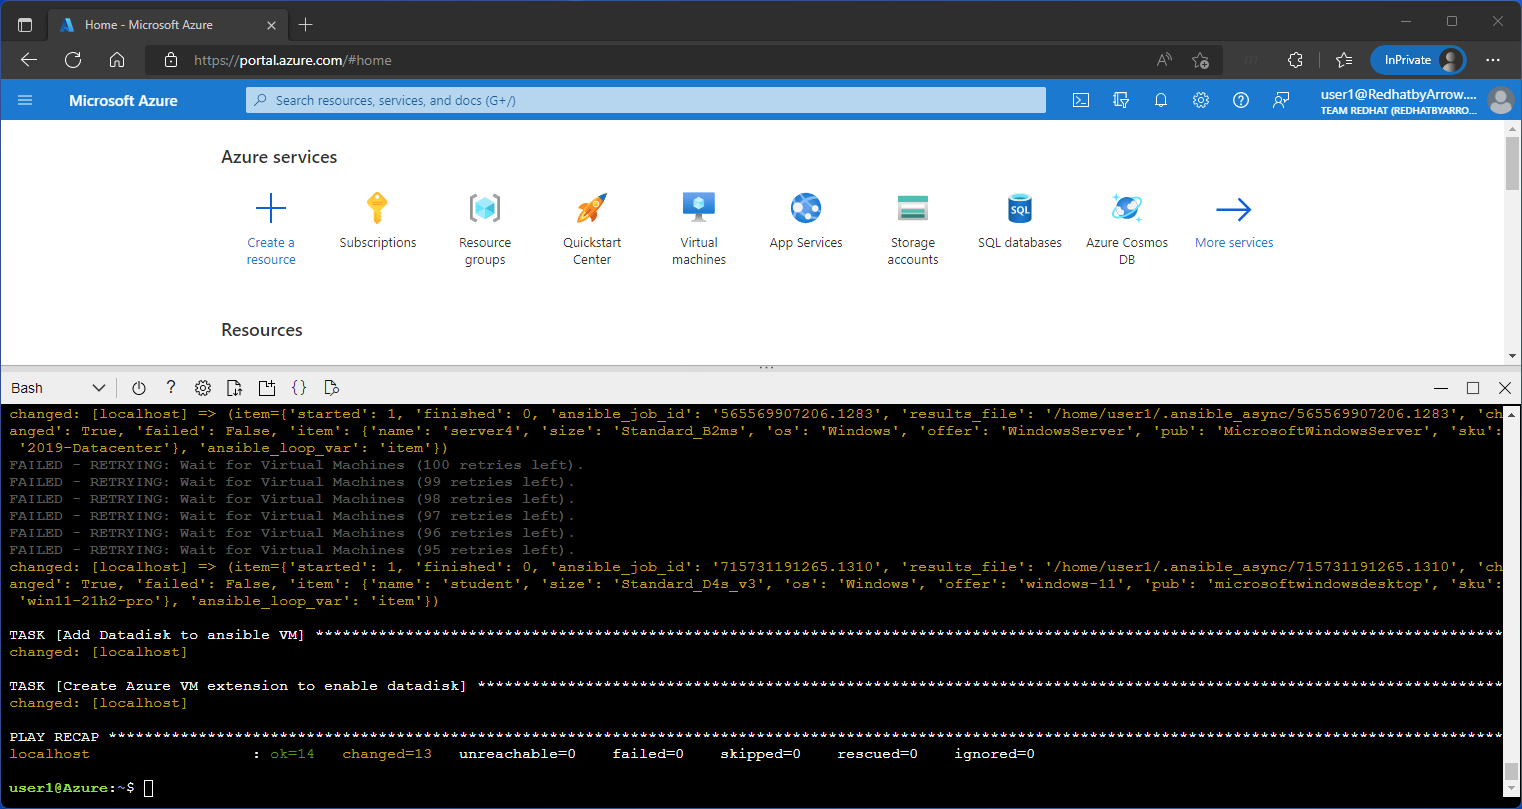 Home - Microsoft Azure
https://portal.azure.com/#home
InPrivate
Microsoft Azure
Search resources, services, and docs (G+/)
user1@RedhatbyArrow....
TEAM REDHAT (REDHATBYARRO...
Azure services
Create a resource
Subscriptions
Resource groups
Quickstart Center
Virtual machines
App Services
Storage accounts
SQL
SQL databases
Azure Cosmos DB
More services
Resources
Bash
changed: [localhost] => (item={'started': 1, 'finished': 0, 'ansible_job_id': '565569907206.1283', 'results_file': '/home/user1/.ansible_async/565569907206.1283', 'ch
anged': True, 'failed': False, 'item': {'name': 'server4', 'size': 'Standard_B2ms', 'os': 'Windows', 'offer': 'WindowsServer', 'pub': 'MicrosoftWindowsServer', 'sku':
'2019-Datacenter'}, 'ansible_loop_var': 'item'})
FAILED - RETRYING: Wait for Virtual Machines (100 retries left).
FAILED - RETRYING: Wait for Virtual Machines (99 retries left).
FAILED - RETRYING: Wait for Virtual Machines (98 retries left).
FAILED - RETRYING: Wait for Virtual Machines (97 retries left).
FAILED - RETRYING: Wait for Virtual Machines (96 retries left).
FAILED - RETRYING: Wait for Virtual Machines (95 retries left).
changed: [localhost] => (item={'started': 1, 'finished': 0, 'ansible_job_id': '715731191265.1310', 'results_file': '/home/user1/.ansible_async/715731191265.1310', 'ch
anged': True, 'failed': False, 'item': {'name': 'student', 'size': 'Standard_D4s_v3', 'os': 'Windows', 'offer': 'windows-11', 'pub': 'microsoftwindowsdesktop', 'sku':
'win11-21h2-pro'}, 'ansible_loop_var': 'item'})
TASK [Add Datadisk to ansible VM] ************************************************************************************************************************************
changed: [localhost]
TASK [Create Azure VM extension to enable datadisk] ******************************************************************************************************************
changed: [localhost]
PLAY RECAP ***********************************************************************************************************************************************************
localhost : ok=14 changed=13 unreachable=0 failed=0 skipped=0 rescued=0 ignored=0
user1@Azure:~$